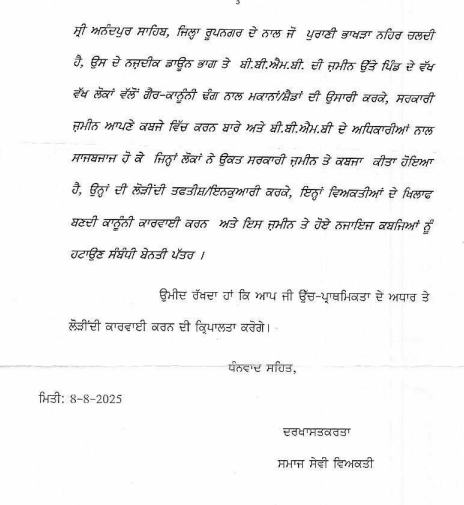 3
ਸ੍ਰੀ ਅਨੰਦਪੁਰ ਸਾਹਿਬ, ਜਿਲ੍ਹਾ ਰੂਪਨਗਰ ਦੇ ਨਾਲ ਜੋ ਪੁਰਾਣੀ ਭਾਖੜਾ ਨਹਿਰ ਚਲਦੀ
ਹੈ, ਉਸ ਦੇ ਨਜ਼ਦੀਕ ਡਾਊਨ ਭਾਗ ਤੇ ਬੀ.ਬੀ.ਐਮ.ਬੀ. ਦੀ ਜ਼ਮੀਨ ਉੱਤੇ ਪਿੰਡ ਦੇ ਵੱਖ
ਵੱਖ ਲੋਕਾਂ ਵੱਲੋਂ ਗੈਰ-ਕਾਨੂੰਨੀ ਢੰਗ ਨਾਲ ਮਕਾਨਾਂ/ਸ਼ੈਡਾਂ ਦੀ ਉਸਾਰੀ ਕਰਕੇ, ਸਰਕਾਰੀ
ਜ਼ਮੀਨ ਆਪਣੇ ਕਬਜੇ ਵਿੱਚ ਕਰਨ ਬਾਰੇ ਅਤੇ ਬੀ.ਬੀ.ਐਮ.ਬੀ ਦੇ ਅਧਿਕਾਰੀਆਂ ਨਾਲ
ਸਾਜਬਾਜ ਹੋ ਕੇ ਜਿਨ੍ਹਾਂ ਲੋਕਾਂ ਨੇ ਉਕਤ ਸਰਕਾਰੀ ਜ਼ਮੀਨ ਤੇ ਕਬਜਾ ਕੀਤਾ ਹੋਇਆ
ਹੈ, ਉਨ੍ਹਾਂ ਦੀ ਲੋੜੀਂਦੀ ਤਫਤੀਸ਼/ਇਨਕੁਆਰੀ ਕਰਕੇ, ਇਨ੍ਹਾਂ ਵਿਅਕਤੀਆਂ ਦੇ ਖਿਲਾਫ
ਬਣਦੀ ਕਾਨੂੰਨੀ ਕਾਰਵਾਈ ਕਰਨ ਅਤੇ ਇਸ ਜ਼ਮੀਨ ਤੇ ਹੋਏ ਨਜਾਇਜ ਕਬਜਿਆਂ ਨੂੰ
ਹਟਾਉਣ ਸੰਬੰਧੀ ਬੇਨਤੀ ਪੱਤਰ ।
ਉਮੀਦ ਰੱਖਦਾ ਹਾਂ ਕਿ ਆਪ ਜੀ ਉੱਚ-ਪ੍ਰਾਥਮਿਕਤਾ ਦੇ ਅਧਾਰ ਤੇ
ਲੋੜੀਂਦੀ ਕਾਰਵਾਈ ਕਰਨ ਦੀ ਕ੍ਰਿਪਾਲਤਾ ਕਰੋਗੇ।
ਧੰਨਵਾਦ ਸਹਿਤ,
ਮਿਤੀ: 8-8-2025
ਦਰਖਾਸਤਕਰਤਾ
ਸਮਾਜ ਸੇਵੀ ਵਿਅਕਤੀ